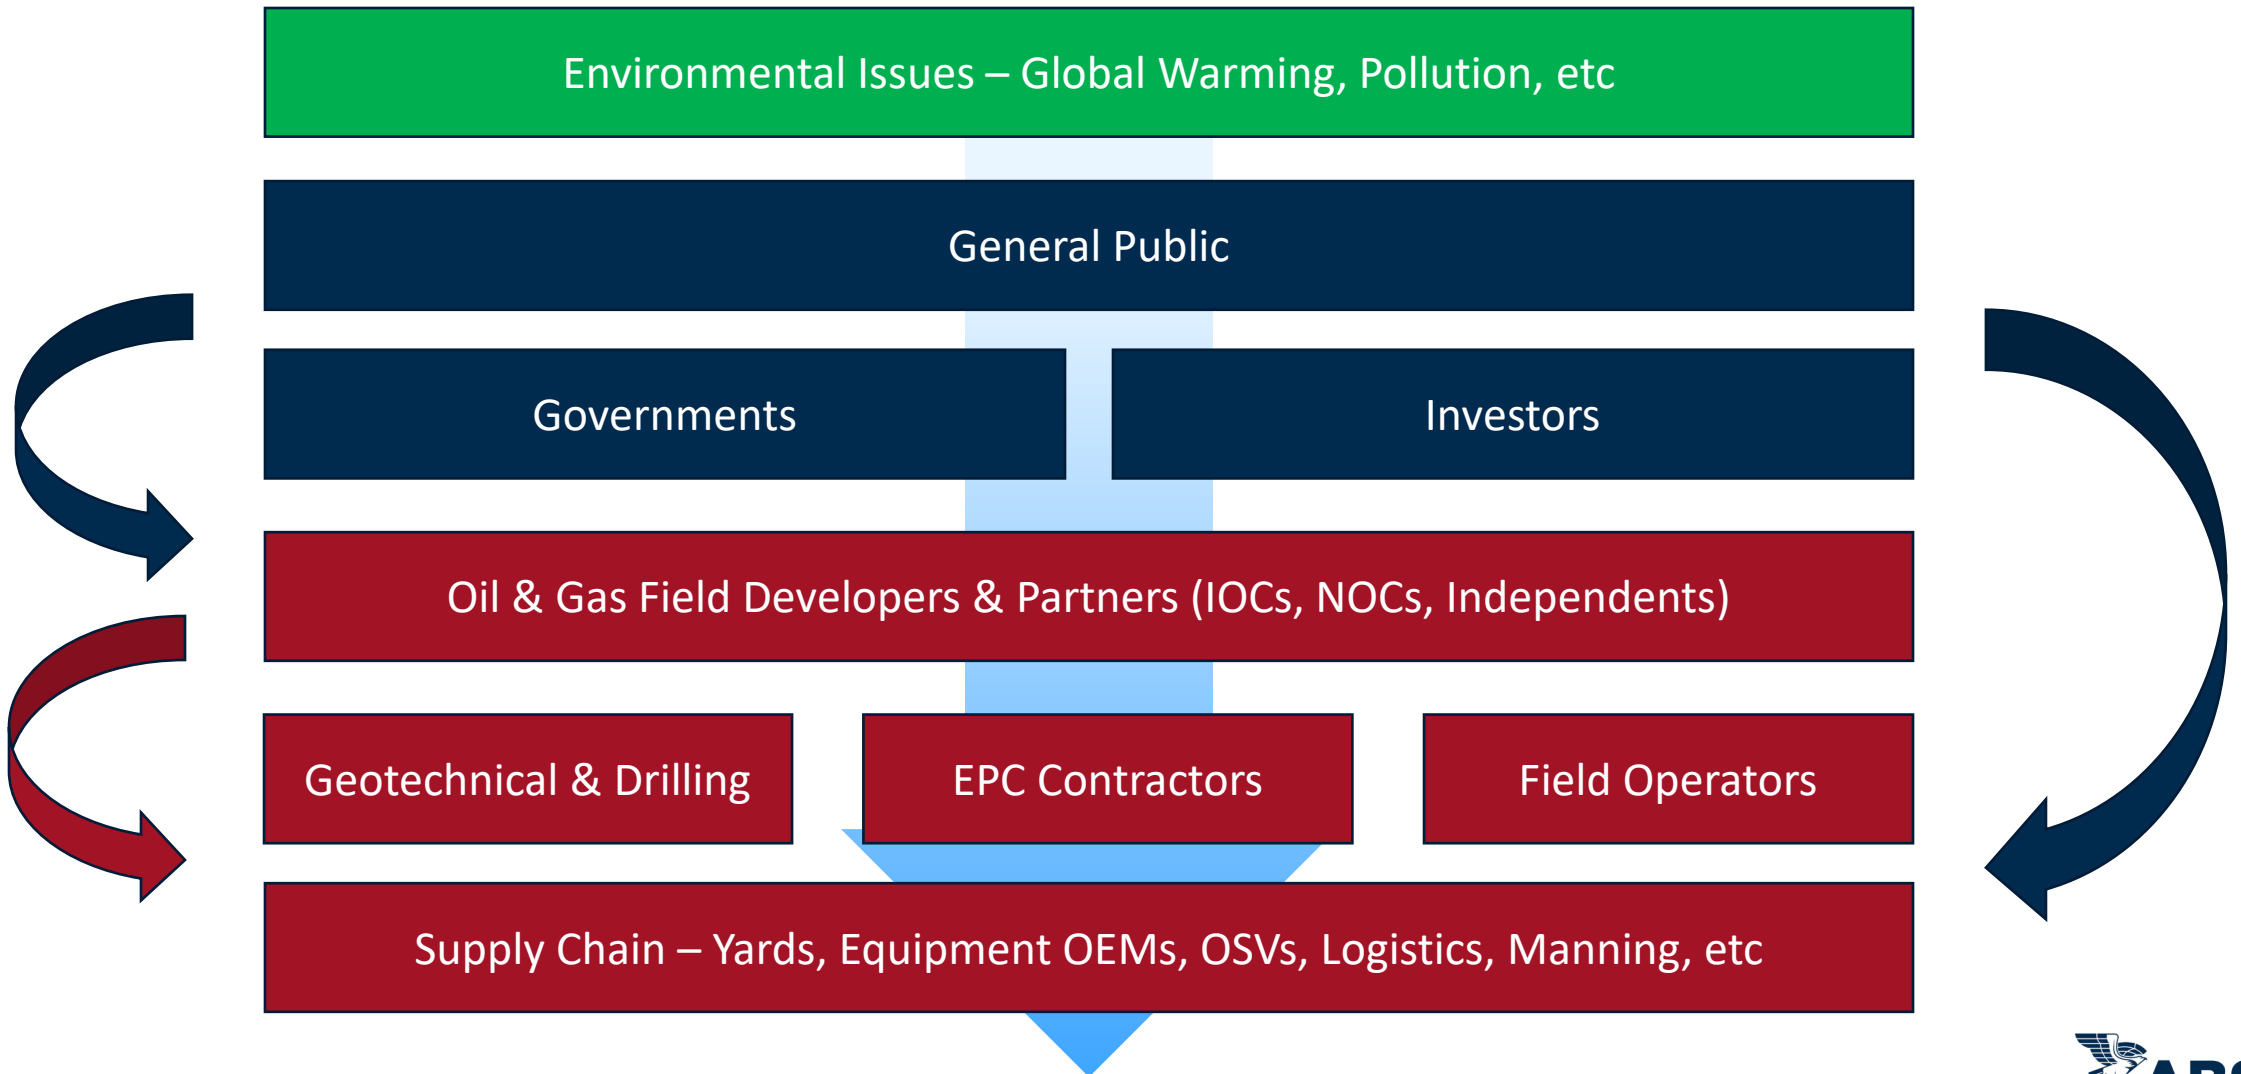 Environmental Issues – Global Warming, Pollution, etc
General Public
Governments
Investors
Oil & Gas Field Developers & Partners (IOCs, NOCs, Independents)
Geotechnical & Drilling
EPC Contractors
Field Operators
Supply Chain – Yards, Equipment OEMs, OSVs, Logistics, Manning, etc